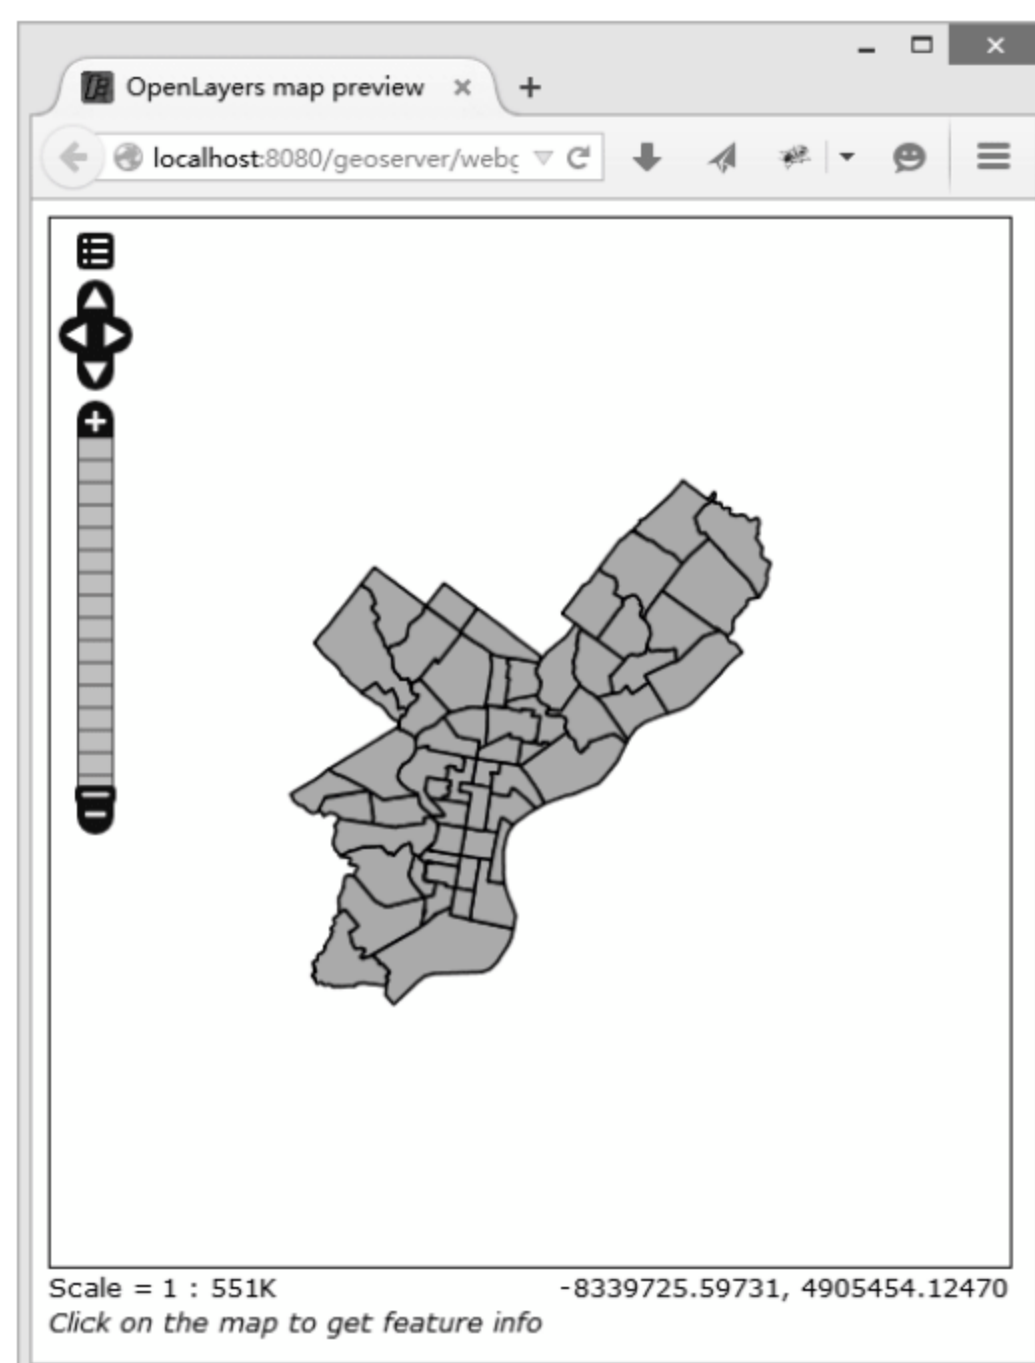 OpenLayers map preview
localhost:8080/geoserver/webg
Scale = 1 : 551K
-8339725.59731, 4905454.12470
Click on the map to get feature info